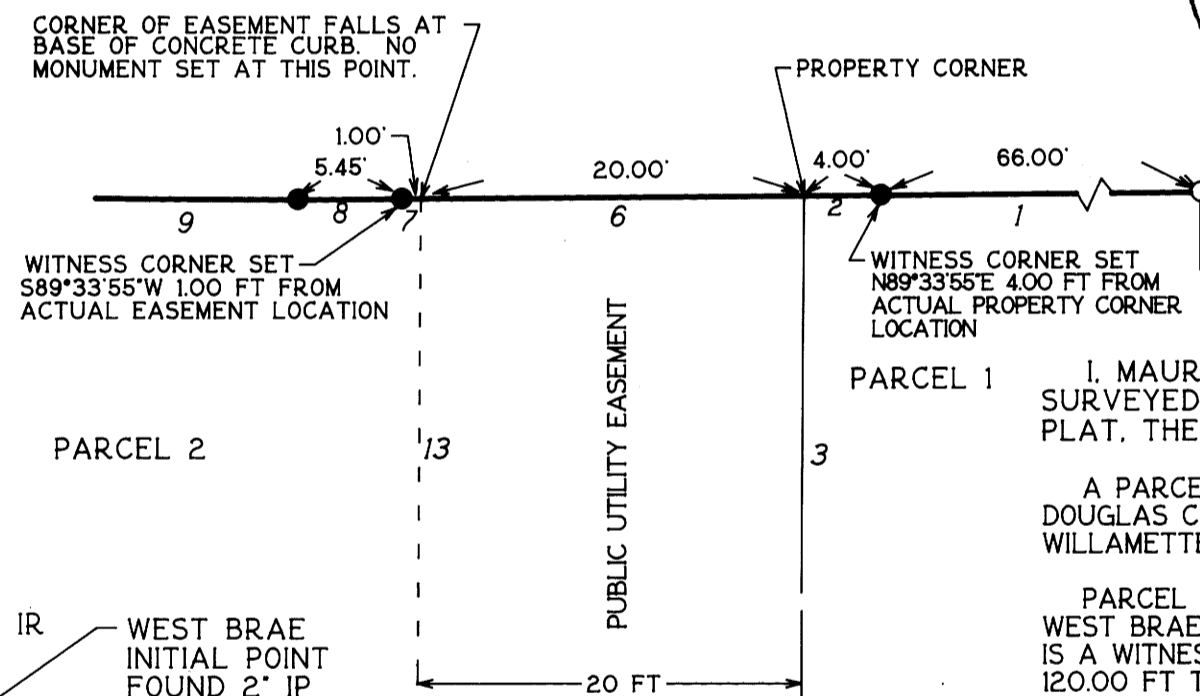 CORNER OF EASEMENT FALLS AT
BASE OF CONCRETE CURB. NO
MONUMENT SET AT THIS POINT.
PROPERTY CORNER
1.00'
5.45'
20.00'
4.00'
66.00'
9
8
7
6
2
1
WITNESS CORNER SET
S89°33'55"W 1.00 FT FROM
ACTUAL EASEMENT LOCATION
WITNESS CORNER SET
N89°33'55"E 4.00 FT FROM
ACTUAL PROPERTY CORNER
LOCATION
PARCEL 1
PARCEL 2
13
PUBLIC UTILITY EASEMENT
3
I, MAUR
SURVEYED
PLAT, THE
A PARCE
DOUGLAS C
WILLAMETTE
PARCEL
WEST BRAE
IS A WITNES
120.00 FT T
IR
WEST BRAE
INITIAL POINT
FOUND 2" IP
20 FT